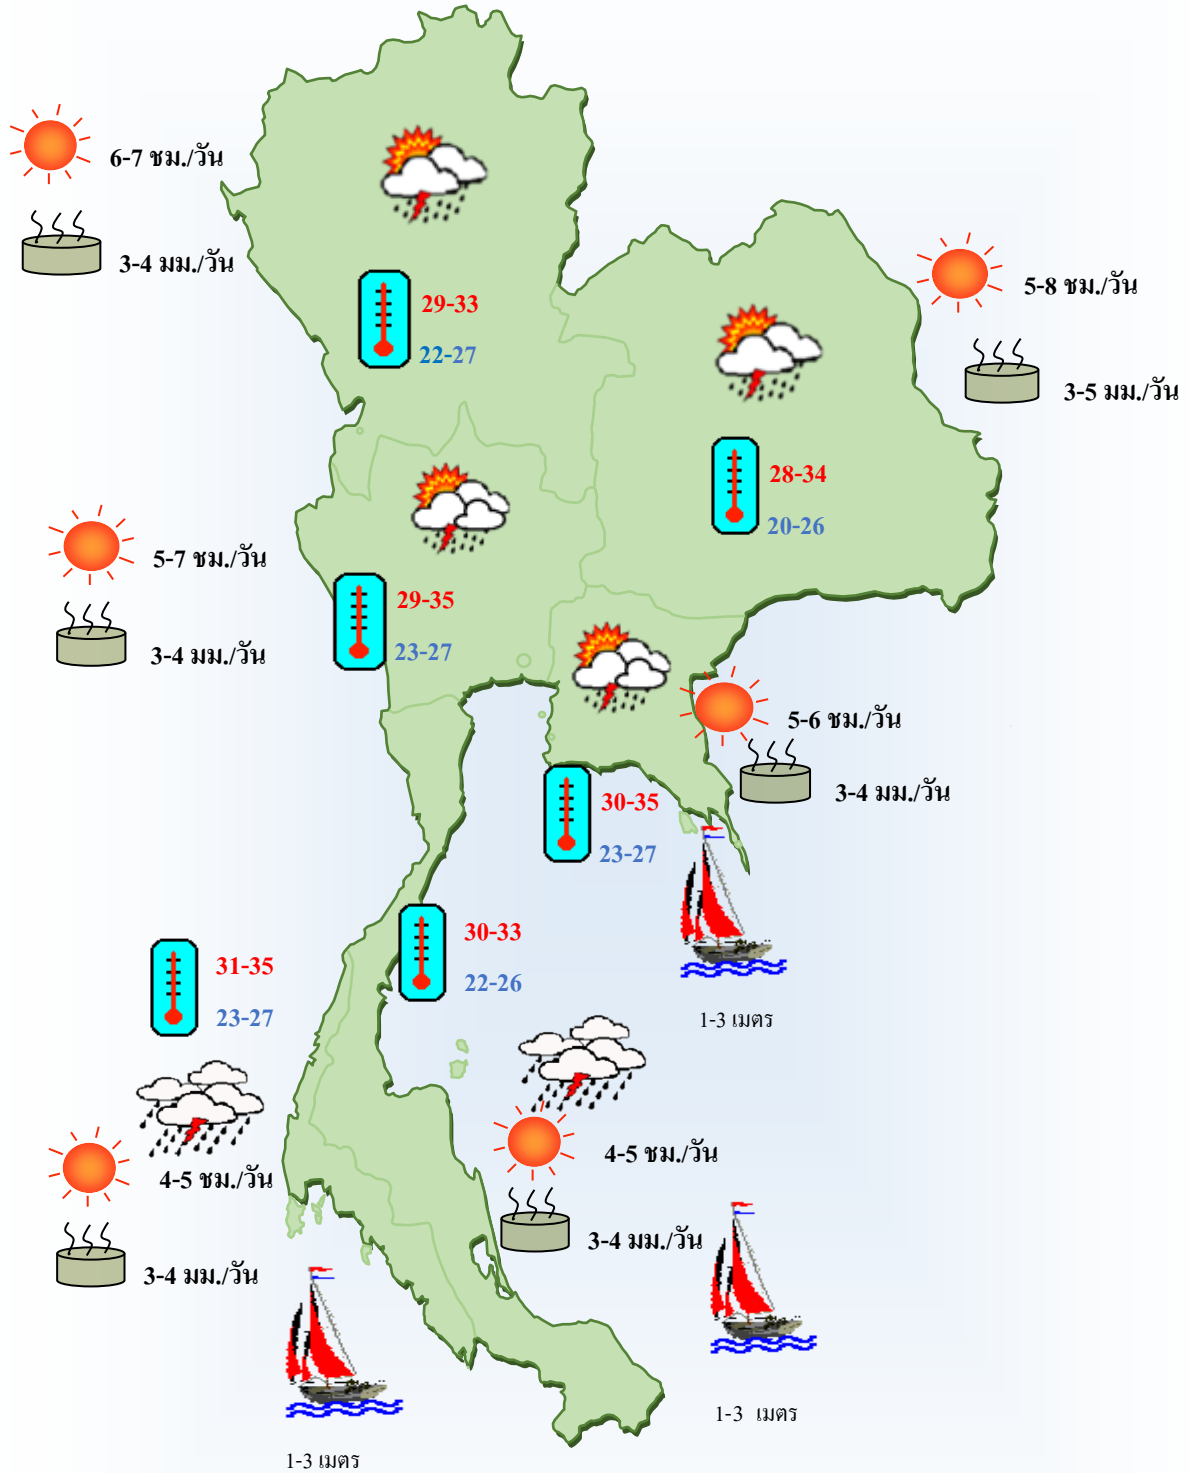 6-7 ชม./วัน
3-4 มม./วัน
29-33
22-27
5-8 ชม./วัน
3-5 มม./วัน
28-34
20-26
5-7 ชม./วัน
3-4 มม./วัน
29-35
23-27
5-6 ชม./วัน
3-4 มม./วัน
30-35
23-27
1-3 เมตร
30-33
22-26
31-35
23-27
4-5 ชม./วัน
3-4 มม./วัน
4-5 ชม./วัน
3-4 มม./วัน
1-3 เมตร
1-3 เมตร